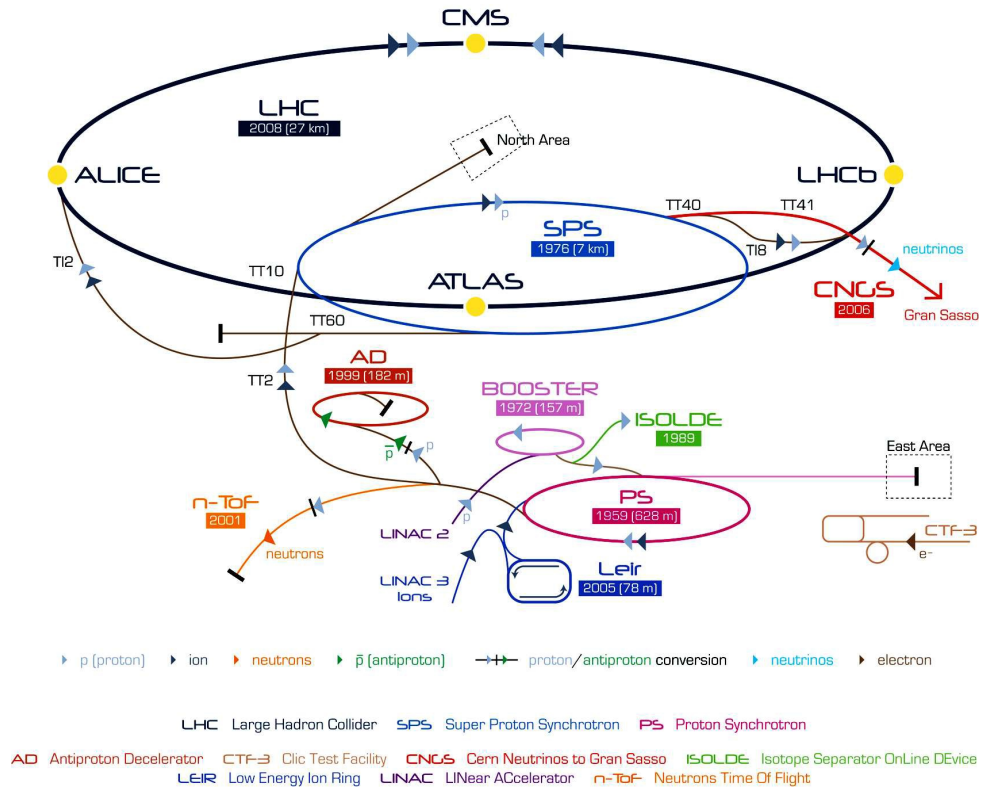 CMS
LHC
2008 (27 km)
North Area
ALICE
LHCb
TT40
TT41
p
SPS
1976 (7 km)
TI8
neutrinos
TI2
TT10
ATLAS
CNGS
2006
Gran Sasso
TT60
AD
1999 (182 m)
TT2
BOOSTER
1972 (157 m)
ISOLDE
1989
p
p̄
East Area
n-ToF
2001
PS
1959 (628 m)
p
LINAC 2
neutrons
CTF-3
e-
LINAC 3
Ions
Leir
2005 (78 m)
p (proton)
ion
neutrons
p̄ (antiproton)
proton/antiproton conversion
neutrinos
electron
LHC Large Hadron Collider SPS Super Proton Synchrotron PS Proton Synchrotron
AD Antiproton Decelerator CTF-3 Clic Test Facility CNGS Cern Neutrinos to Gran Sasso ISOLDE Isotope Separator OnLine DEvice
LEIR Low Energy Ion Ring LINAC LINear ACcelerator n-ToF Neutrons Time Of Flight